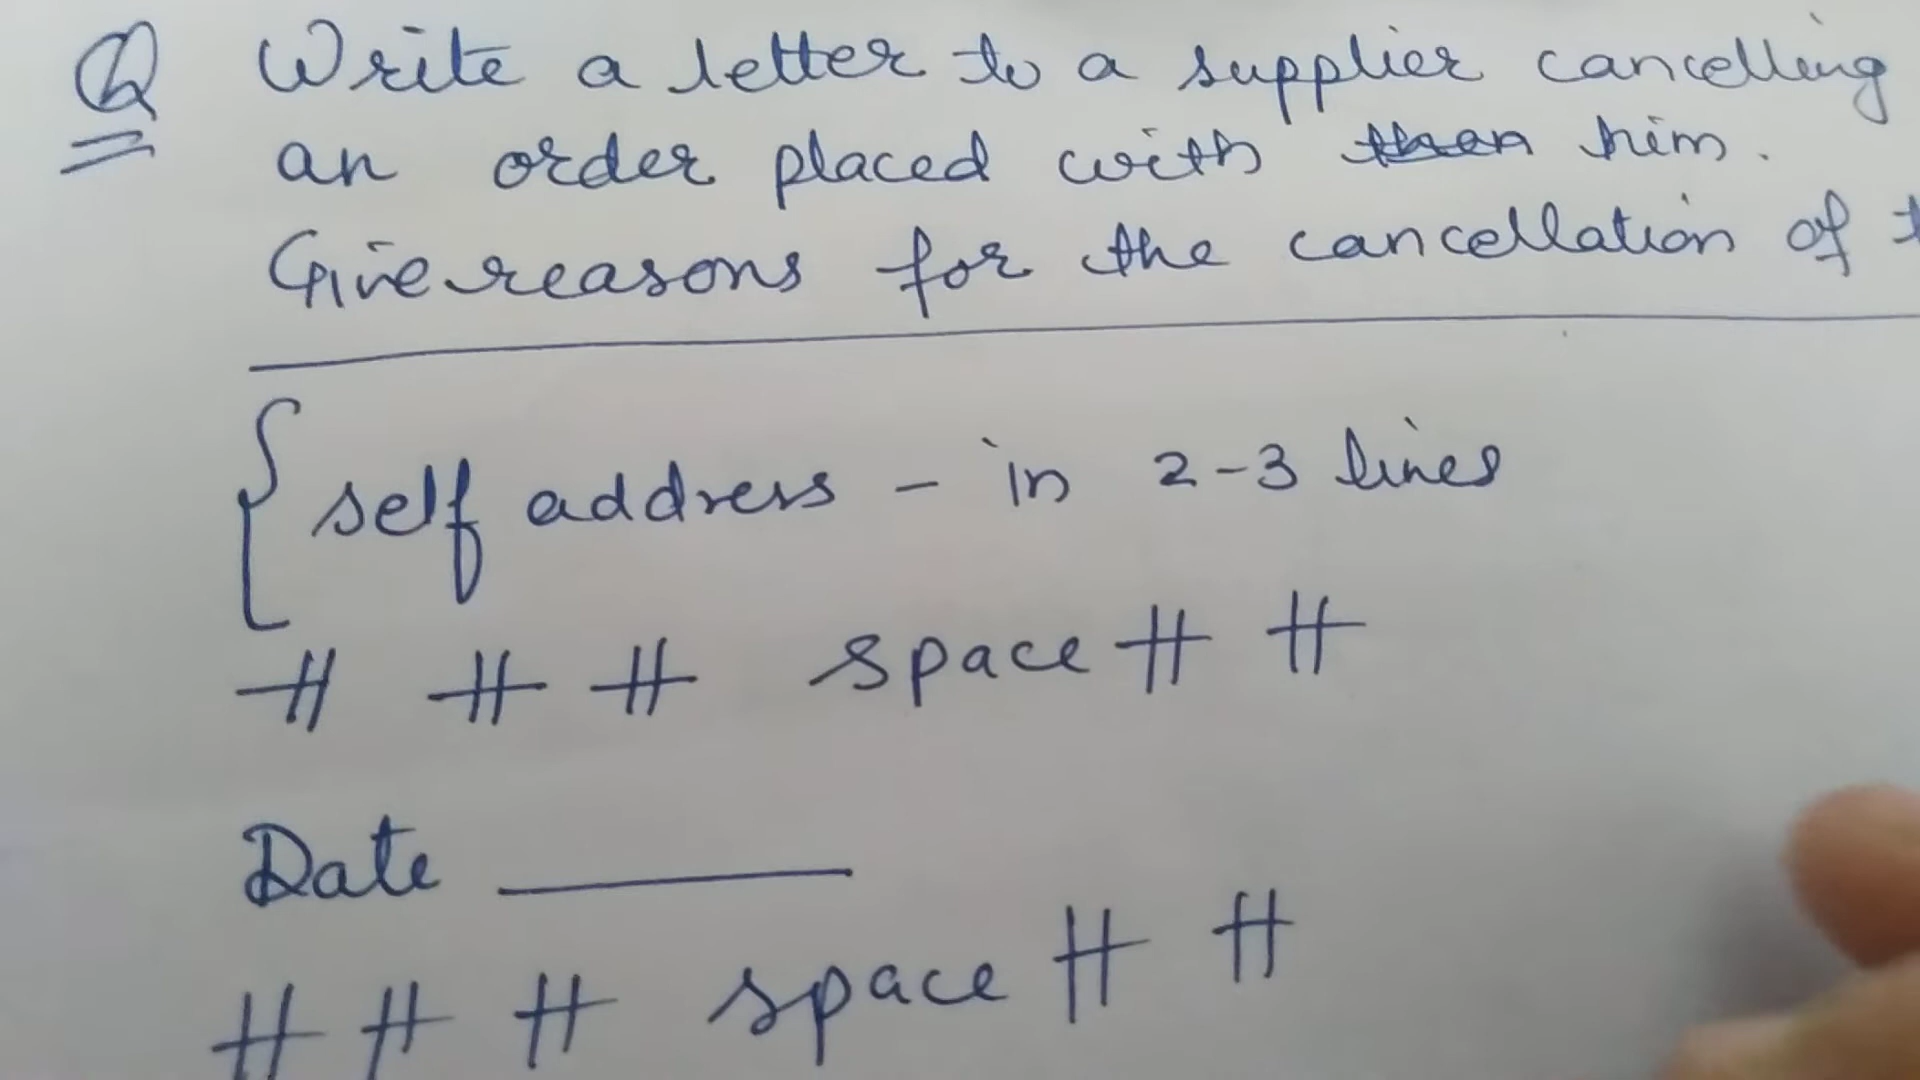 Q Write a letter to a supplier cancelling
an order placed with him.
Give reasons for the cancellation of
self address - in 2-3 lines
# # # space # #
Date
# # # space # #